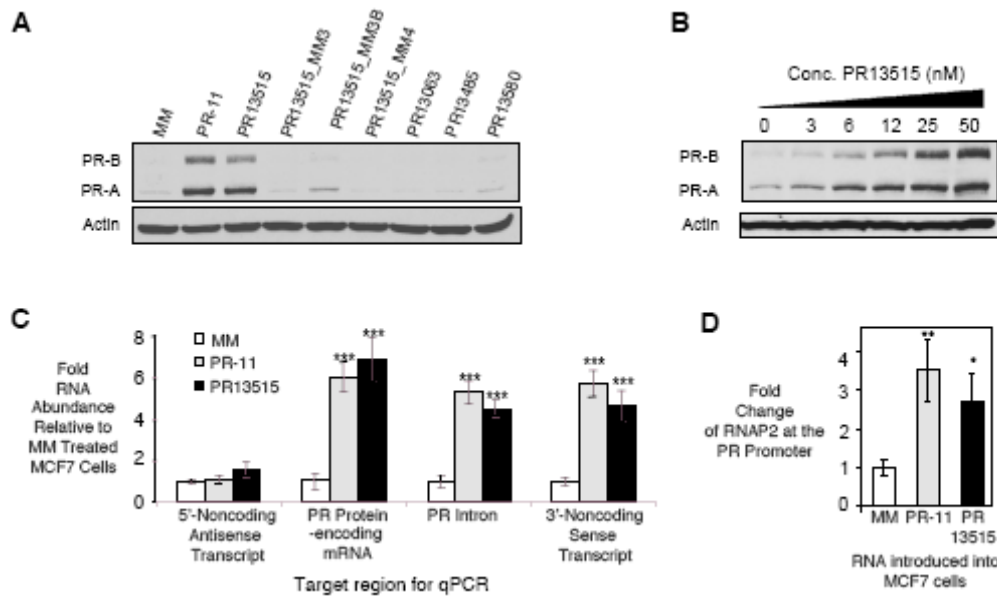 A
MM
PR-11
PR13515
PR13515_MM3
PR13515_MM3B
PR13515_MM4
PR13063
PR13485
PR13580
PR-B
PR-A
Actin
B
Conc. PR13515 (nM)
0 3 6 12 25 50
PR-B
PR-A
Actin
C
Fold
RNA
Abundance
Relative to
MM Treated
MCF7 Cells
8
6
4
2
0
MM
PR-11
PR13515
*** ***
*** ***
*** ***
5'-Noncoding
Antisense
Transcript
PR Protein
-encoding
mRNA
PR Intron
3'-Noncoding
Sense
Transcript
Target region for qPCR
D
Fold
Change
of RNAP2 at the
PR Promoter
4
3
2
1
0
** *
MM PR-11 PR
13515
RNA introduced into
MCF7 cells